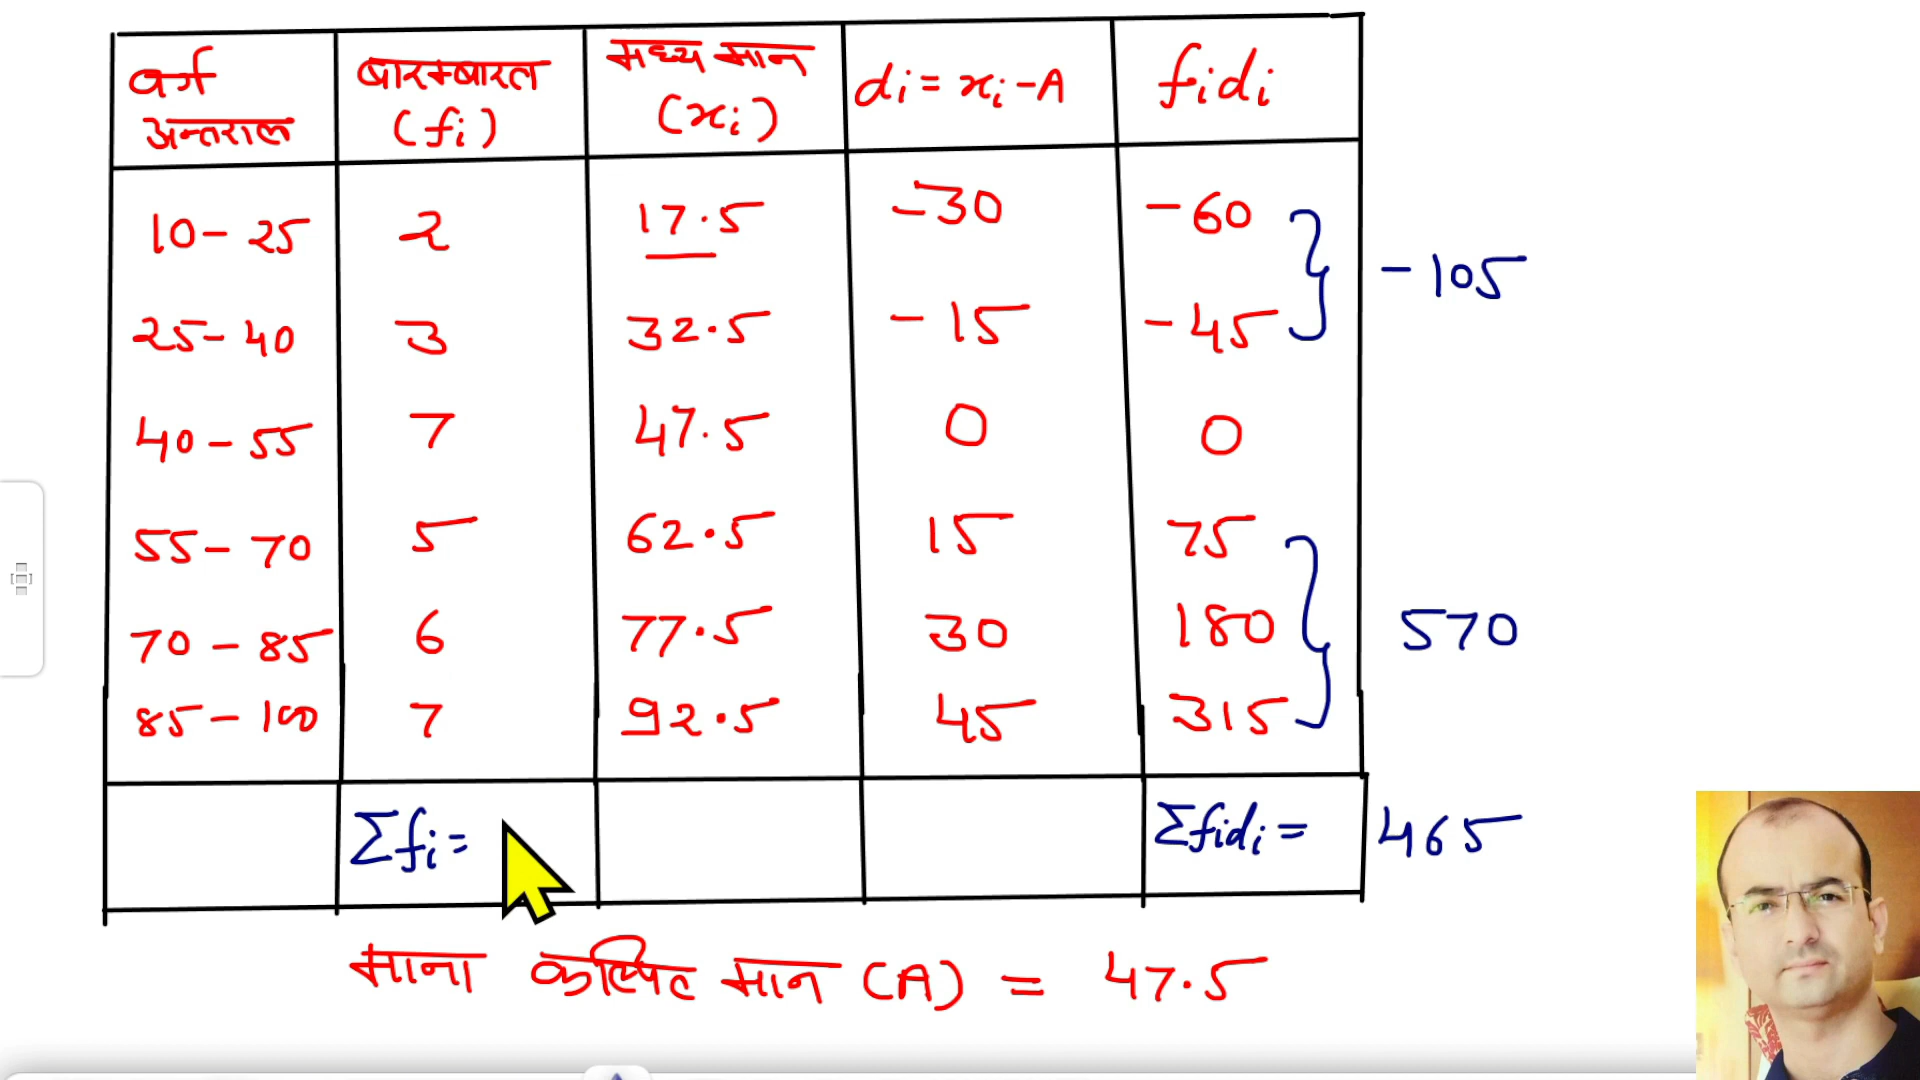 वर्ग अन्तराल | बारम्बारता (fi) | मध्य मान (xi) | di = xi - A | fidi
10 - 25 | 2 | 17.5 | -30 | -60
25 - 40 | 3 | 32.5 | -15 | -45
- 105
40 - 55 | 7 | 47.5 | 0 | 0
55 - 70 | 5 | 62.5 | 15 | 75
70 - 85 | 6 | 77.5 | 30 | 180
570
85 - 100 | 7 | 92.5 | 45 | 315
Σfi = | Σfidi = 465
माना कल्पित मान (A) = 47.5